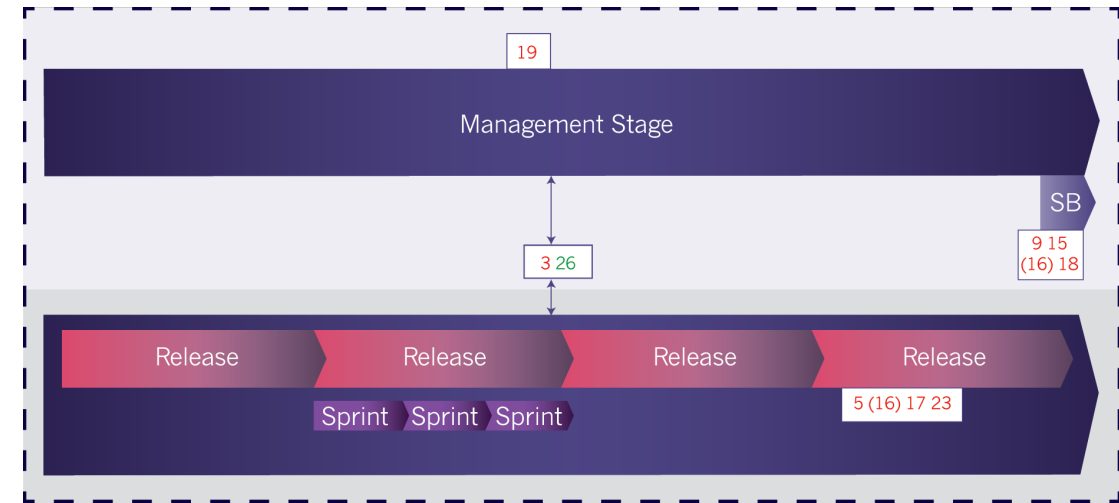 19
Management Stage
SB
9 15
(16) 18
3 26
Release
Release
Release
Release
5 (16) 17 23
Sprint
Sprint
Sprint